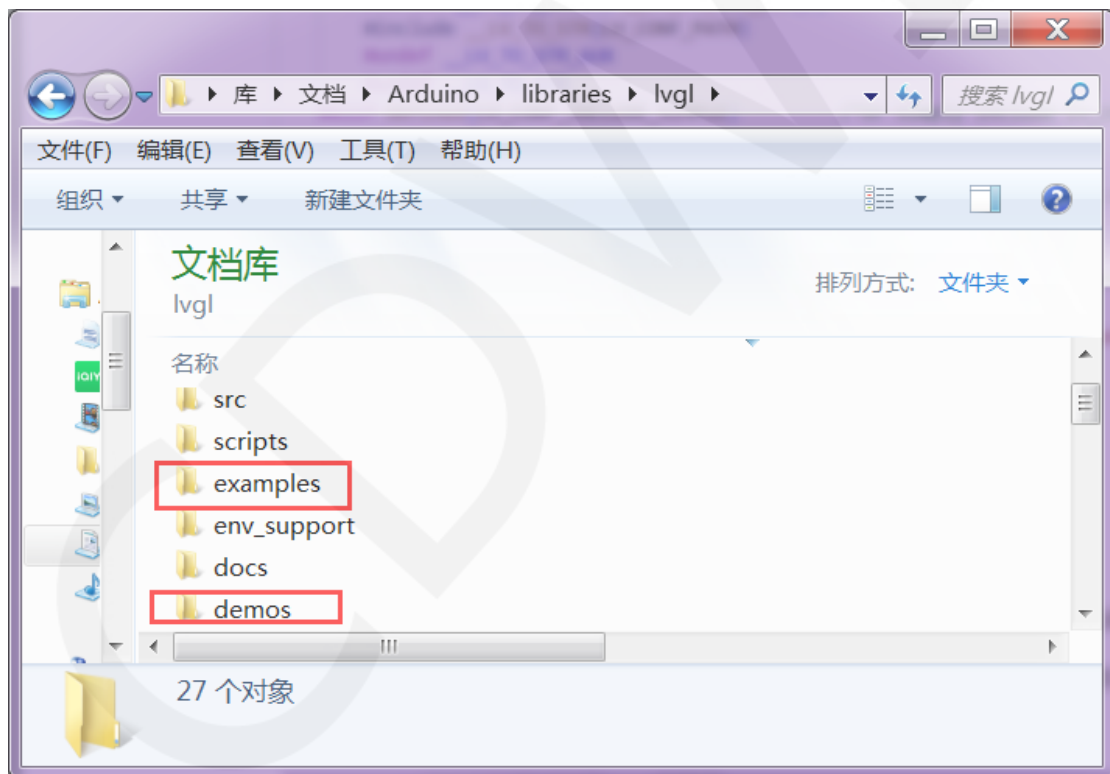 库 ▸ 文档 ▸ Arduino ▸ libraries ▸ lvgl ▸ 搜索 lvgl
文件(F) 编辑(E) 查看(V) 工具(T) 帮助(H)
组织 共享 新建文件夹
文档库
lvgl
排列方式: 文件夹
名称
src
scripts
examples
env_support
docs
demos
27 个对象